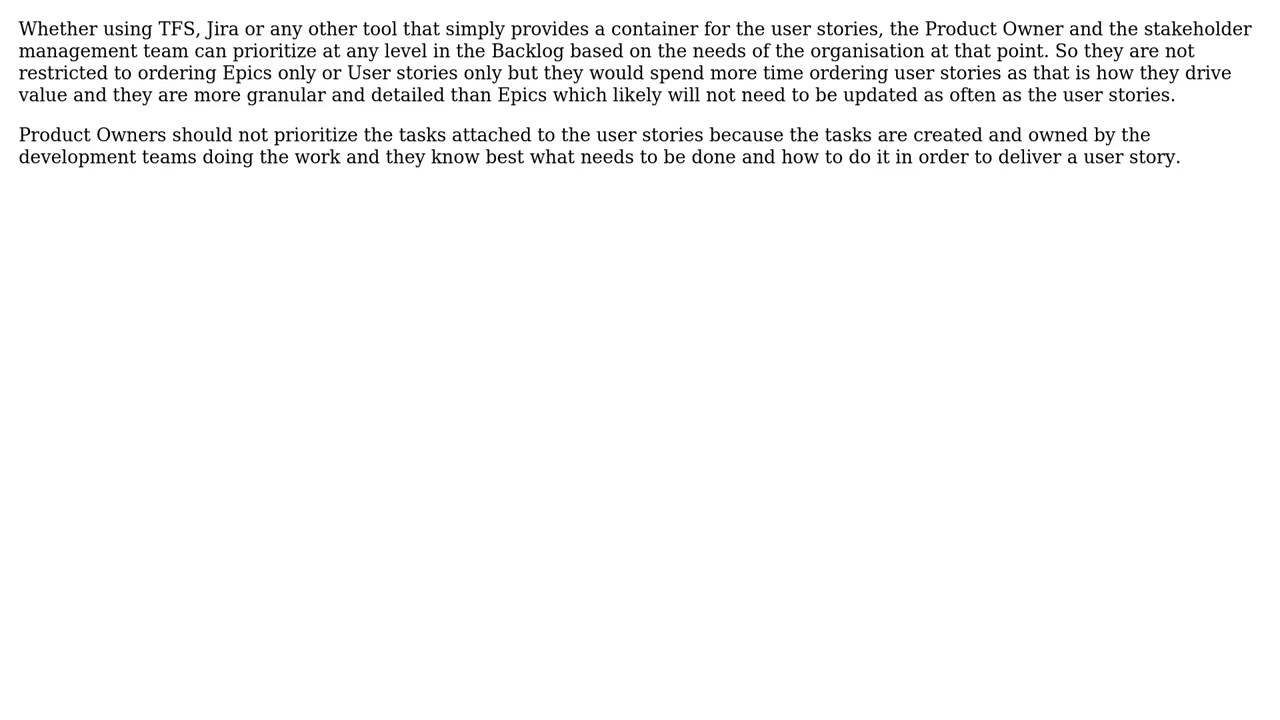 Whether using TFS, Jira or any other tool that simply provides a container for the user stories, the Product Owner and the stakeholder
management team can prioritize at any level in the Backlog based on the needs of the organisation at that point. So they are not
restricted to ordering Epics only or User stories only but they would spend more time ordering user stories as that is how they drive
value and they are more granular and detailed than Epics which likely will not need to be updated as often as the user stories.
Product Owners should not prioritize the tasks attached to the user stories because the tasks are created and owned by the
development teams doing the work and they know best what needs to be done and how to do it in order to deliver a user story.